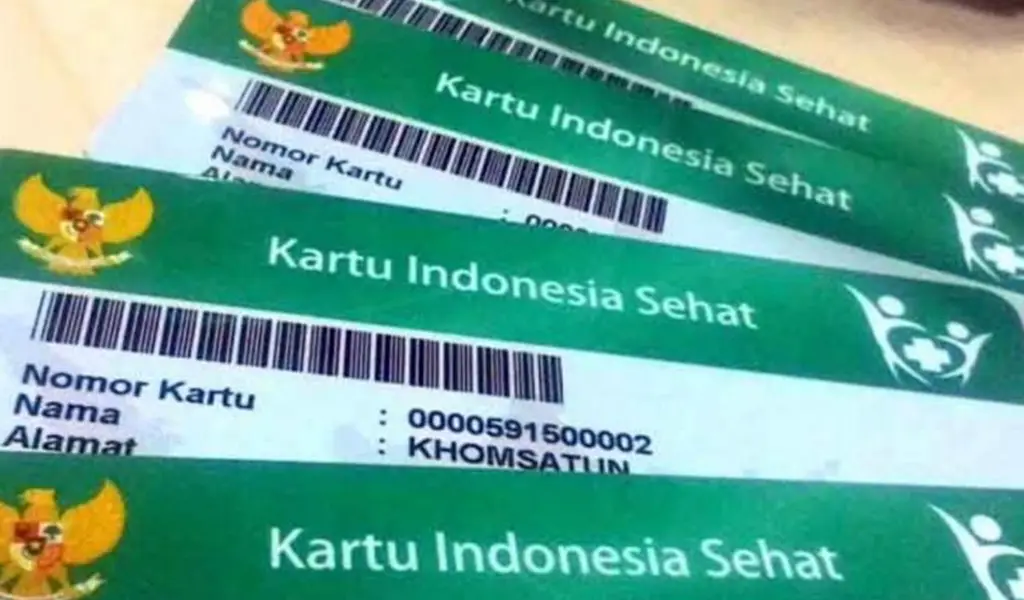 Kartu Indonesia Sehat
Kartu Indonesia Sehat
Nomor Kartu
Nama
Kartu Indonesia Sehat
Nomor Kartu : 0000591500002
Nama : KHOMSATUN
Alamat
Kartu Indonesia Sehat